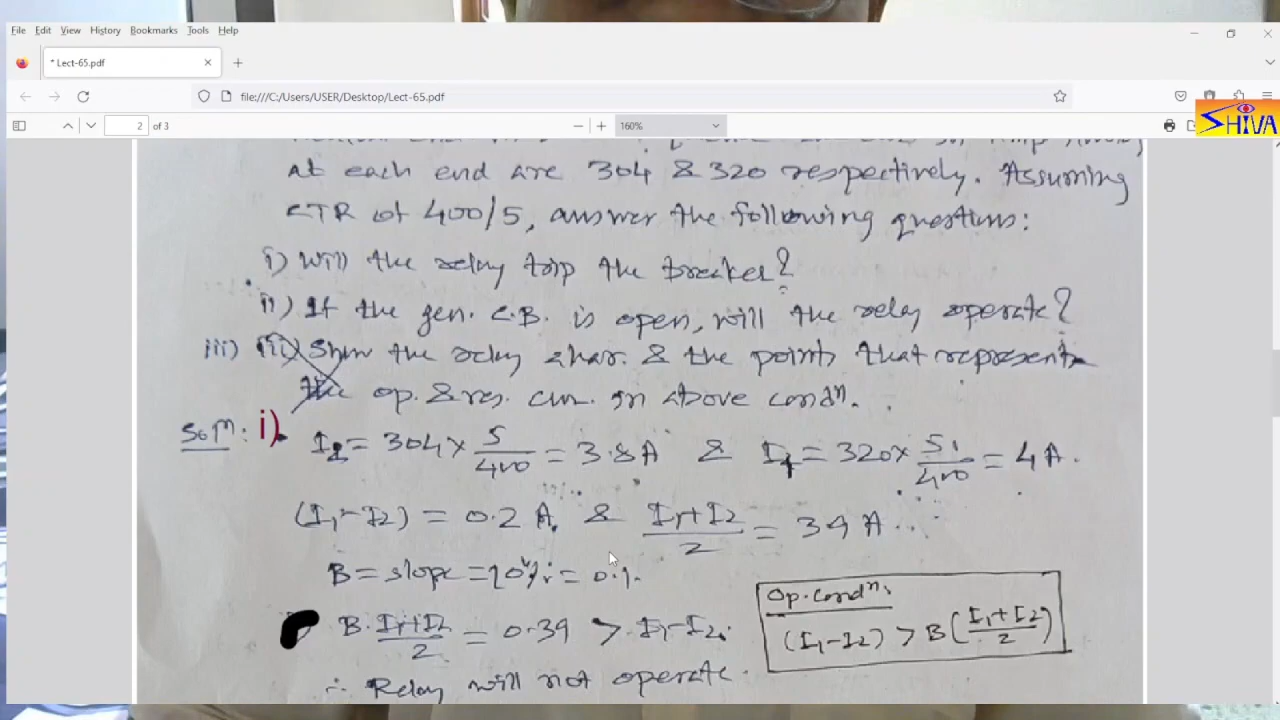 File Edit View History Bookmarks Tools Help
* Lect-65.pdf
file:///C:/Users/USER/Desktop/Lect-65.pdf
SHIVA
2 of 3
160%
at each end are 304 & 320 respectively. Assuming
CTR of 400/5, answer the following questions:
i) Will the relay trip the breaker?
ii) If the gen. C.B. is open, will the relay operate?
iii) Show the relay char. & the points that represents
the op. & res. curr. in above condn.
Soln: i).
I2 = 304 × 5/400 = 3.8 A & I1 = 320 × 5/400 = 4 A.
(I1 - I2) = 0.2 A. & I1+I2/2 = 39 A
B = slope = 10% = 0.1.
Op. Condn:
B. I1+I2/2 = 0.39 > I1-I2.
(I1-I2) > B(I1+I2/2)
∴ Relay will not operate.